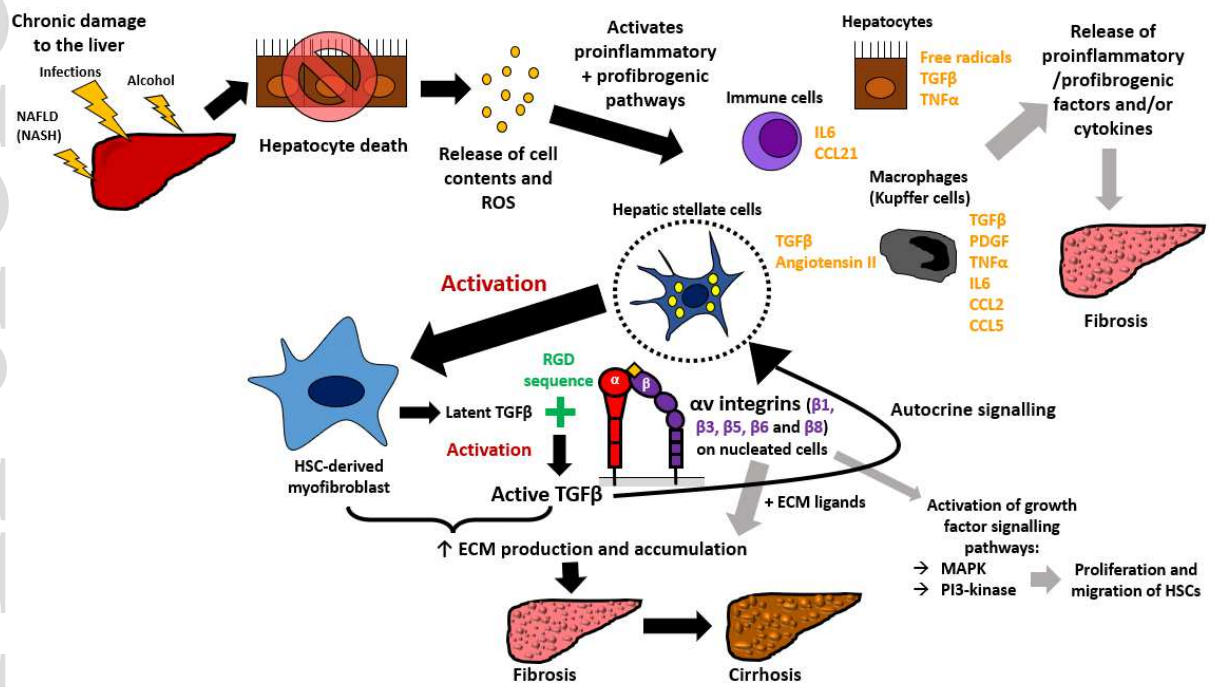 Chronic damage
to the liver
Infections
Alcohol
NAFLD
(NASH)
Hepatocyte death
Release of cell
contents and
ROS
Activates
proinflammatory
+ profibrogenic
pathways
Immune cells
IL6
CCL21
Hepatocytes
Free radicals
TGFβ
TNFα
Macrophages
(Kupffer cells)
TGFβ
PDGF
TNFα
IL6
CCL2
CCL5
Release of
proinflammatory
/profibrogenic
factors and/or
cytokines
Fibrosis
Hepatic stellate cells
TGFβ
Angiotensin II
Activation
HSC-derived
myofibroblast
Latent TGFβ
RGD
sequence
+
Activation
Active TGFβ
α
β
αv integrins (β1,
β3, β5, β6 and β8)
on nucleated cells
Autocrine signalling
+ ECM ligands
↑ ECM production and accumulation
Activation of growth
factor signalling
pathways:
→ MAPK
→ PI3-kinase
Proliferation and
migration of HSCs
Fibrosis
Cirrhosis